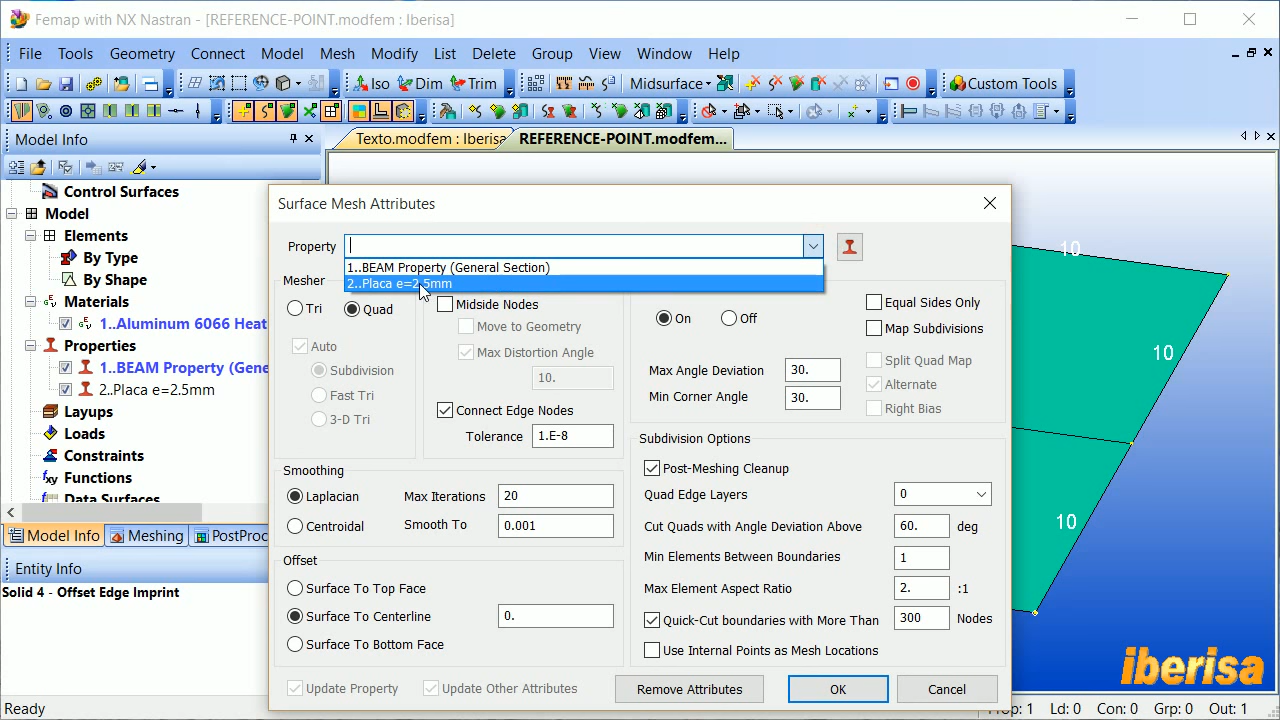 Femap with NX Nastran - [REFERENCE-POINT.modfem : Iberisa]
File Tools Geometry Connect Model Mesh Modify List Delete Group View Window Help
Iso Dim Trim Midsurface Custom Tools
Model Info
Texto.modfem : Iberisa
REFERENCE-POINT.modfem...
Control Surfaces
Model
Elements
By Type
By Shape
Materials
1..Aluminum 6066 Heat
Properties
1..BEAM Property (Gene
2..Placa e=2.5mm
Layups
Loads
Constraints
Functions
Data Surfaces
Model Info Meshing PostProc
Entity Info
Solid 4 - Offset Edge Imprint
Surface Mesh Attributes
Property
1..BEAM Property (General Section)
2..Placa e=2.5mm
Mesher
Tri Quad
Auto
Subdivision
Fast Tri
3-D Tri
Midside Nodes
Move to Geometry
Max Distortion Angle
10.
Connect Edge Nodes
Tolerance 1.E-8
Smoothing
Laplacian
Centroidal
Max Iterations 20
Smooth To 0.001
Offset
Surface To Top Face
Surface To Centerline 0.
Surface To Bottom Face
On Off
Max Angle Deviation 30.
Min Corner Angle 30.
Equal Sides Only
Map Subdivisions
Split Quad Map
Alternate
Right Bias
Subdivision Options
Post-Meshing Cleanup
Quad Edge Layers 0
Cut Quads with Angle Deviation Above 60. deg
Min Elements Between Boundaries 1
Max Element Aspect Ratio 2. :1
Quick-Cut boundaries with More Than 300 Nodes
Use Internal Points as Mesh Locations
Update Property Update Other Attributes Remove Attributes OK Cancel
10
10
10
iberisa
Ready
Prop: 1 Ld: 0 Con: 0 Grp: 0 Out: 1